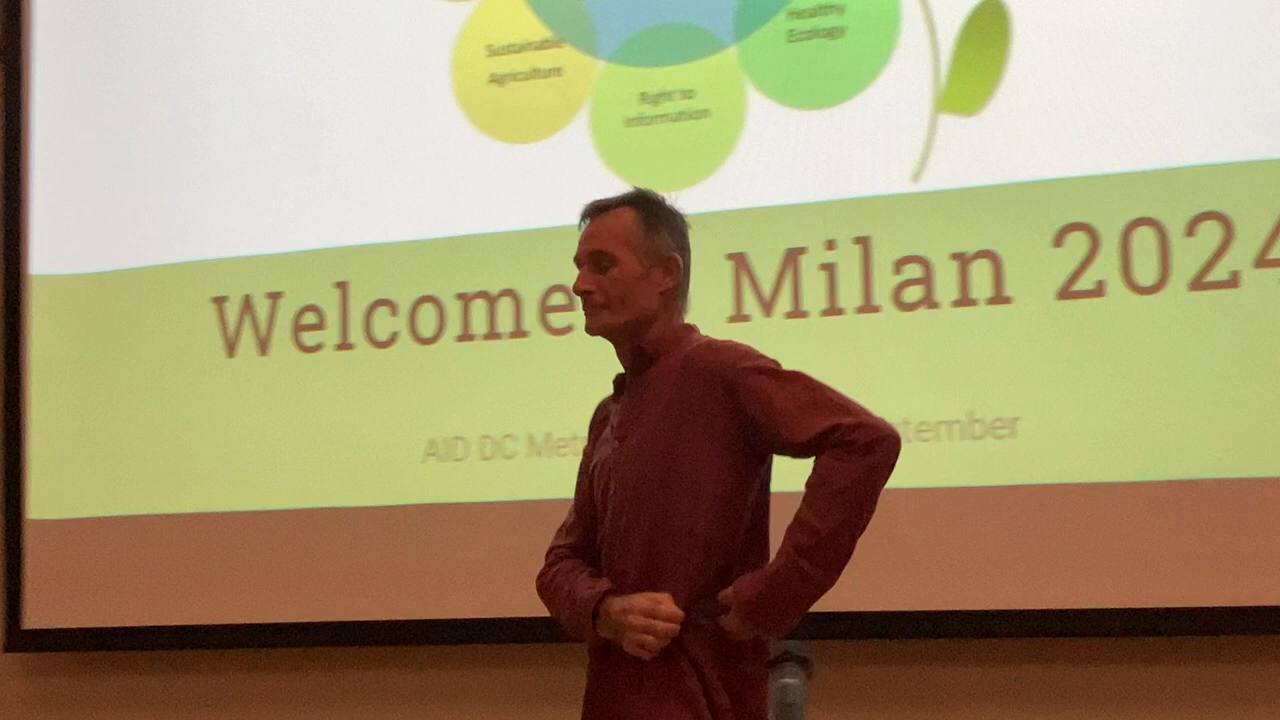 Sustainable
Agriculture
Right to
Information
Healthy
Ecology
Welcome Milan 2024
AID DC Met tember